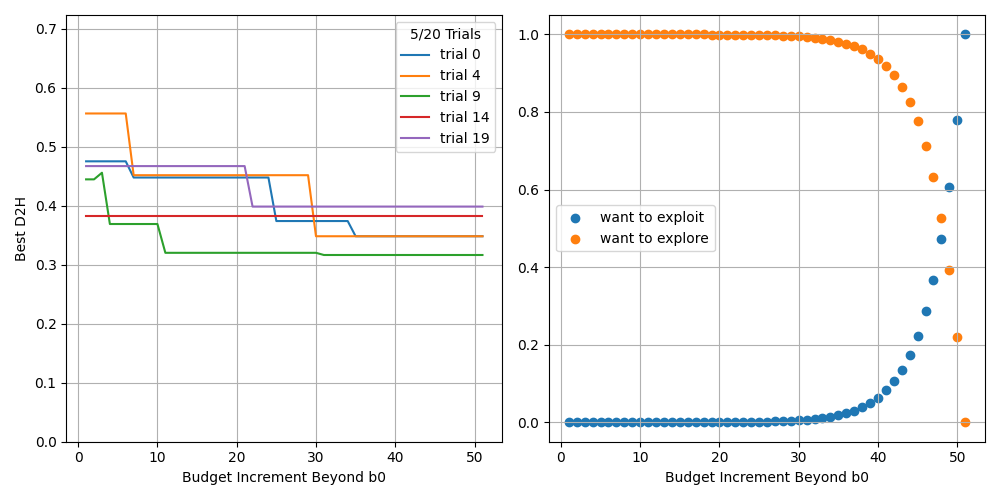 0.7
0.6
0.5
0.4
0.3
0.2
0.1
0.0
Best D2H
0 10 20 30 40 50
Budget Increment Beyond b0
5/20 Trials
trial 0
trial 4
trial 9
trial 14
trial 19
1.0
0.8
0.6
0.4
0.2
0.0
0 10 20 30 40 50
Budget Increment Beyond b0
want to exploit
want to explore